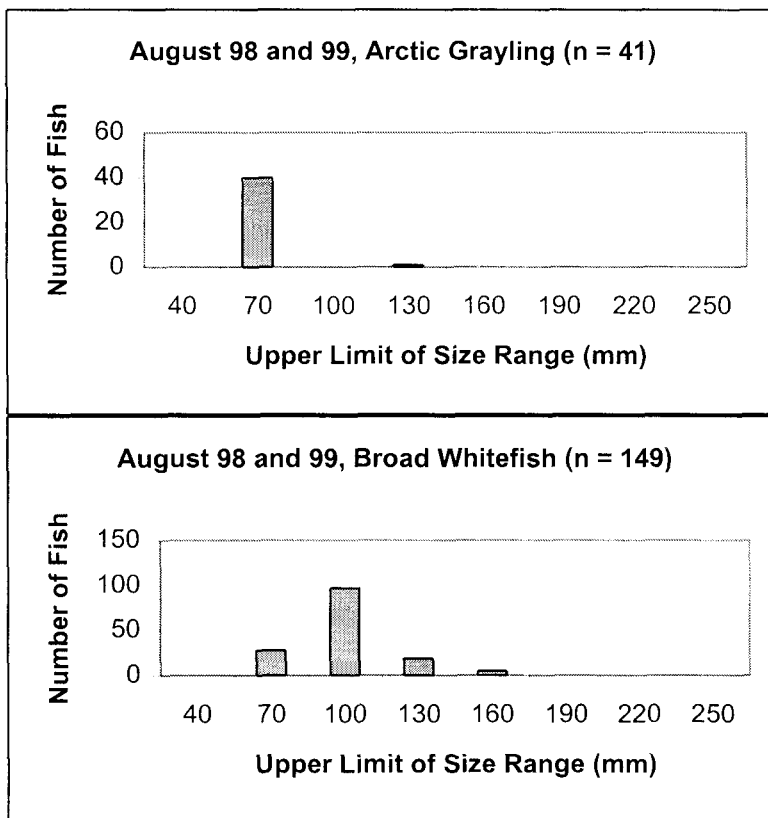 August 98 and 99, Arctic Grayling (n = 41)
Number of Fish
60
40
20
0
40 70 100 130 160 190 220 250
Upper Limit of Size Range (mm)
August 98 and 99, Broad Whitefish (n = 149)
Number of Fish
150
100
50
0
40 70 100 130 160 190 220 250
Upper Limit of Size Range (mm)